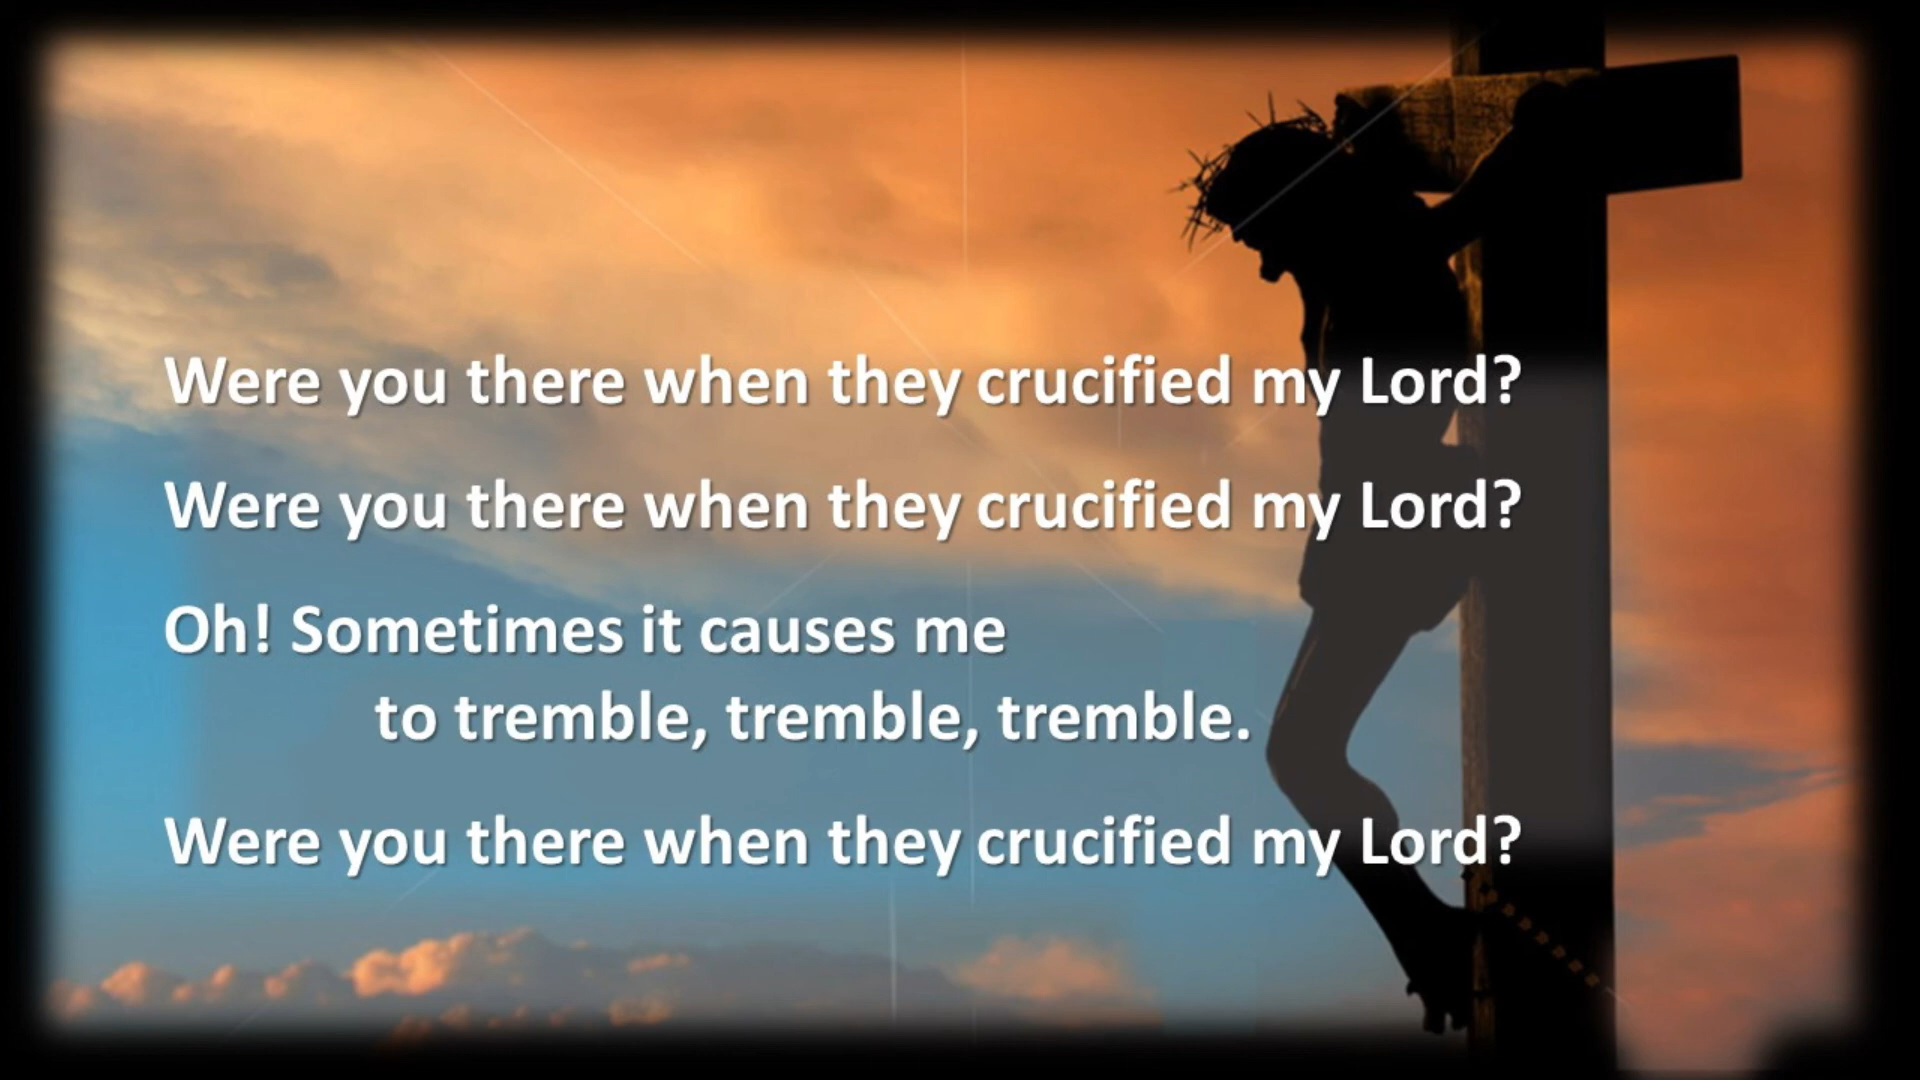 Were you there when they crucified my Lord?
Were you there when they crucified my Lord?
Oh! Sometimes it causes me
to tremble, tremble, tremble.
Were you there when they crucified my Lord?